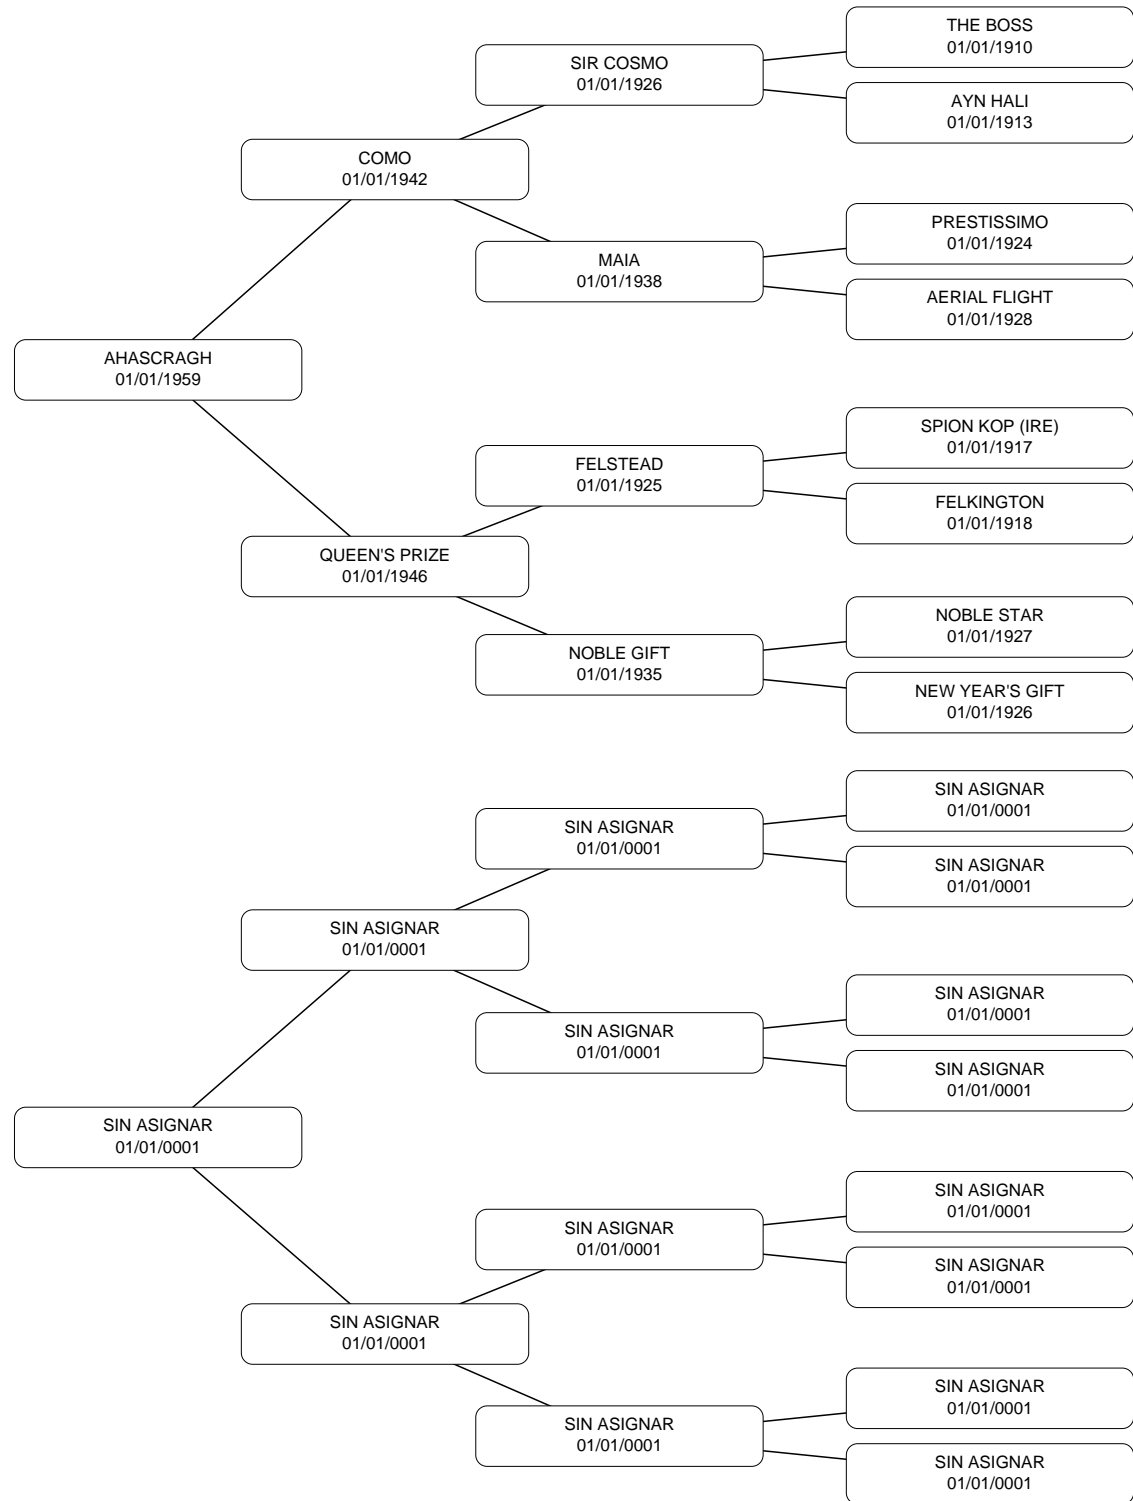 THE BOSS
01/01/1910
SIR COSMO
01/01/1926
AYN HALI
01/01/1913
COMO
01/01/1942
PRESTISSIMO
01/01/1924
MAIA
01/01/1938
AERIAL FLIGHT
01/01/1928
AHASCRAGH
01/01/1959
SPION KOP (IRE)
01/01/1917
FELSTEAD
01/01/1925
FELKINGTON
01/01/1918
QUEEN'S PRIZE
01/01/1946
NOBLE STAR
01/01/1927
NOBLE GIFT
01/01/1935
NEW YEAR'S GIFT
01/01/1926
SIN ASIGNAR
01/01/0001
SIN ASIGNAR
01/01/0001
SIN ASIGNAR
01/01/0001
SIN ASIGNAR
01/01/0001
SIN ASIGNAR
01/01/0001
SIN ASIGNAR
01/01/0001
SIN ASIGNAR
01/01/0001
SIN ASIGNAR
01/01/0001
SIN ASIGNAR
01/01/0001
SIN ASIGNAR
01/01/0001
SIN ASIGNAR
01/01/0001
SIN ASIGNAR
01/01/0001
SIN ASIGNAR
01/01/0001
SIN ASIGNAR
01/01/0001
SIN ASIGNAR
01/01/0001